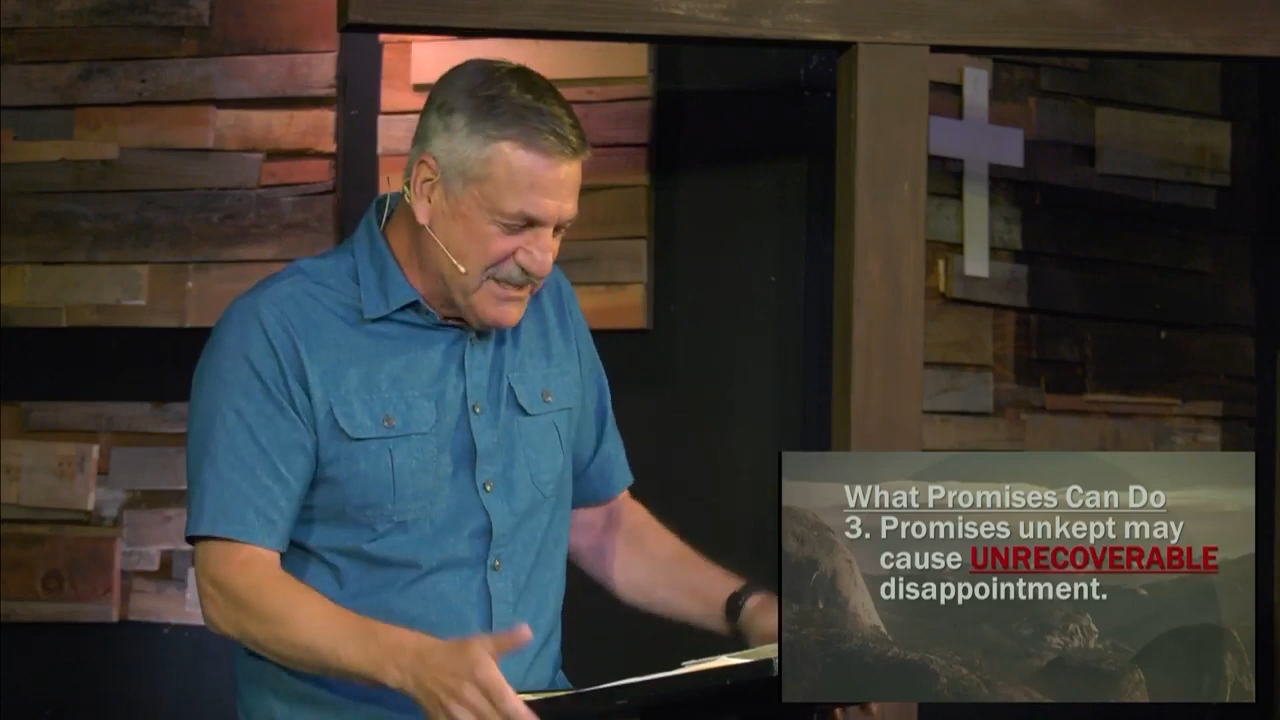 What Promises Can Do
3. Promises unkept may
cause UNRECOVERABLE
disappointment.